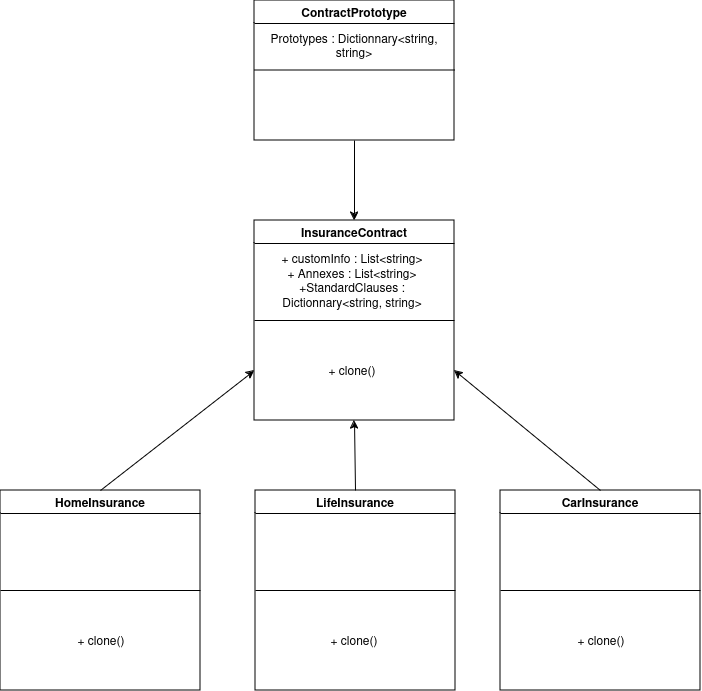 ContractPrototype
Prototypes : Dictionnary<string,
string>
InsuranceContract
+ customInfo : List<string>
+ Annexes : List<string>
+StandardClauses :
Dictionnary<string, string>
+ clone()
HomeInsurance
LifeInsurance
CarInsurance
+ clone()
+ clone()
+ clone()